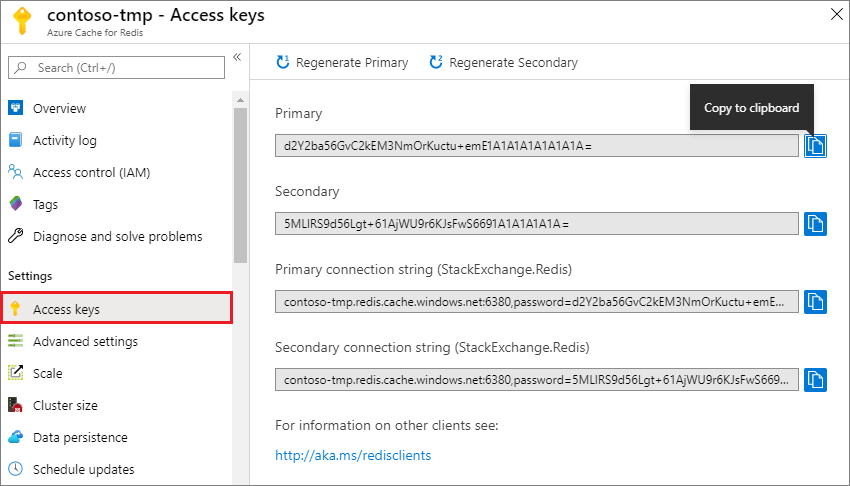 contoso-tmp - Access keys
Azure Cache for Redis
Search (Ctrl+/)
Overview
Activity log
Access control (IAM)
Tags
Diagnose and solve problems
Settings
Access keys
Advanced settings
Scale
Cluster size
Data persistence
Schedule updates
Regenerate Primary
Regenerate Secondary
Copy to clipboard
Primary
d2Y2ba56GvC2kEM3NmOrKuctu+emE1A1A1A1A1A1A1A=
Secondary
5MLIRS9d56Lgt+61AjWU9r6KJsFwS6691A1A1A1A1A=
Primary connection string (StackExchange.Redis)
contoso-tmp.redis.cache.windows.net:6380,password=d2Y2ba56GvC2kEM3NmOrKuctu+emE...
Secondary connection string (StackExchange.Redis)
contoso-tmp.redis.cache.windows.net:6380,password=5MLIRS9d56Lgt+61AjWU9r6KJsFwS669...
For information on other clients see:
http://aka.ms/redisclients